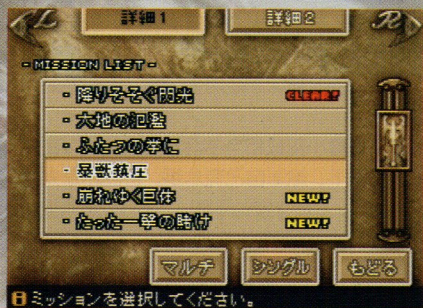 L 詳細1 詳細2 R
- MISSION LIST -
・降りそそぐ閃光 CLEAR!
・大地の氾濫
・ふたつの拳に
・暴獣鎮圧
・崩れゆく巨体 NEW!
・たった一撃の賭け NEW!
マルチ シングル もどる
B ミッションを選択してください。